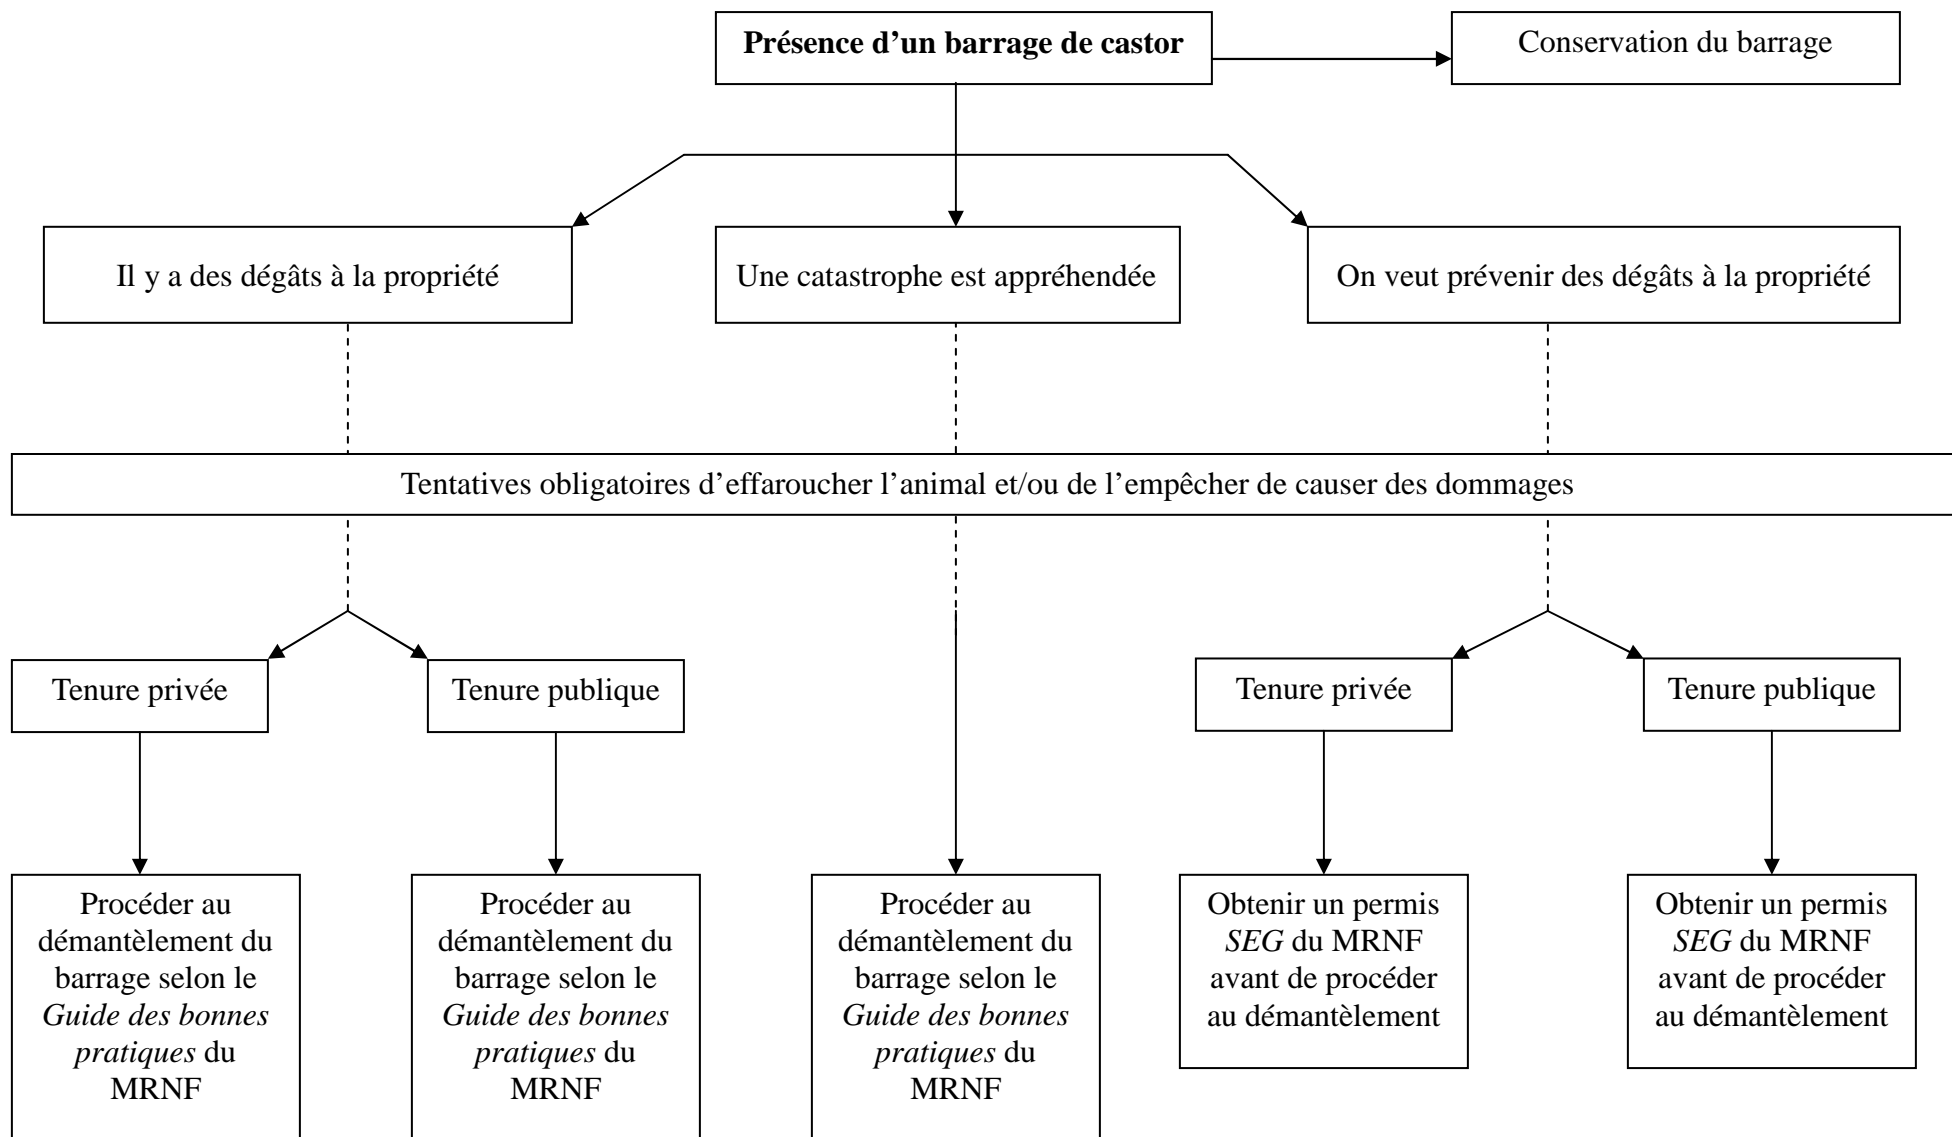 Présence d’un barrage de castor
Conservation du barrage
Il y a des dégâts à la propriété
Une catastrophe est appréhendée
On veut prévenir des dégâts à la propriété
Tentatives obligatoires d’effaroucher l’animal et/ou de l’empêcher de causer des dommages
Tenure privée
Tenure publique
Tenure privée
Tenure publique
Procéder au
démantèlement du
barrage selon le
Guide des bonnes
pratiques du
MRNF
Procéder au
démantèlement du
barrage selon le
Guide des bonnes
pratiques du
MRNF
Procéder au
démantèlement du
barrage selon le
Guide des bonnes
pratiques du
MRNF
Obtenir un permis
SEG du MRNF
avant de procéder
au démantèlement
Obtenir un permis
SEG du MRNF
avant de procéder
au démantèlement